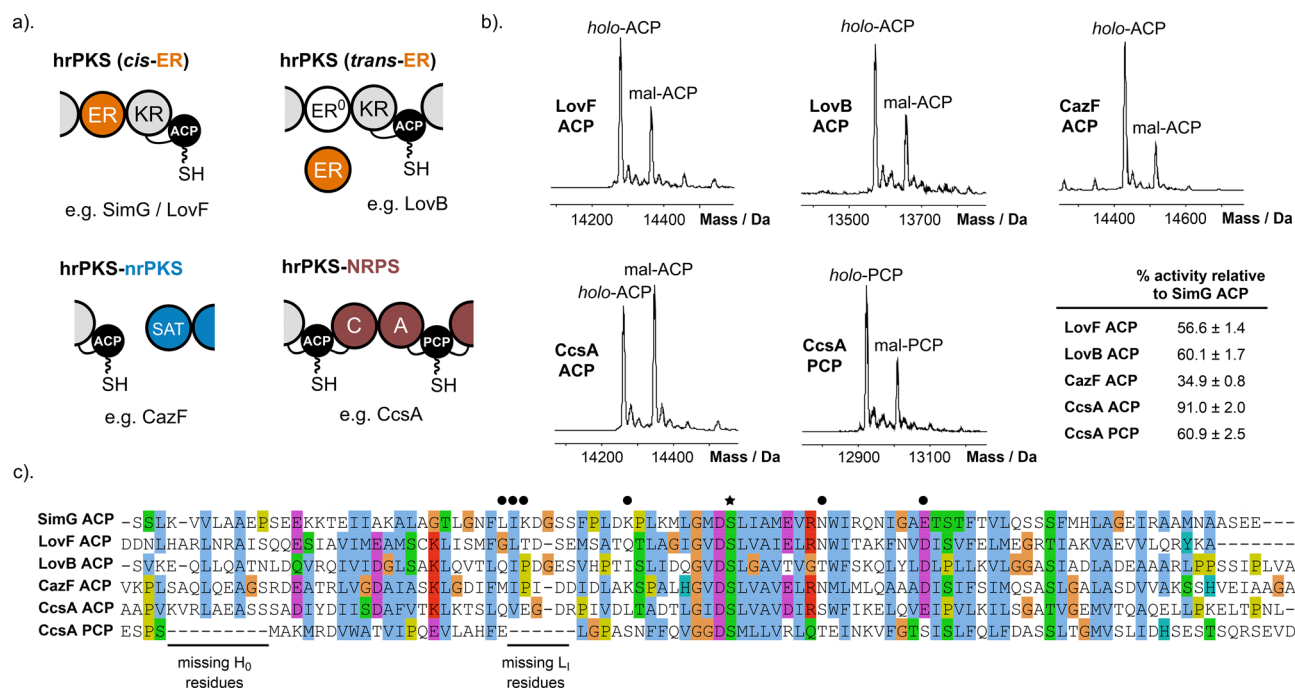 a).
hrPKS (cis-ER)
ER KR ACP
SH
e.g. SimG / LovF
hrPKS (trans-ER)
ER⁰ KR ACP
ER
SH
e.g. LovB
hrPKS-nrPKS
ACP SAT
SH
e.g. CazF
hrPKS-NRPS
ACP C A PCP
SH SH
e.g. CcsA
b).
holo-ACP
mal-ACP
LovF
ACP
14200 14400 Mass / Da
holo-ACP
mal-ACP
LovB
ACP
13500 13700 Mass / Da
holo-ACP
mal-ACP
CazF
ACP
14400 14600 Mass / Da
mal-ACP
holo-ACP
CcsA
ACP
14200 14400 Mass / Da
holo-PCP
mal-PCP
CcsA
PCP
12900 13100 Mass / Da
% activity relative
to SimG ACP
LovF ACP 56.6 ± 1.4
LovB ACP 60.1 ± 1.7
CazF ACP 34.9 ± 0.8
CcsA ACP 91.0 ± 2.0
CcsA PCP 60.9 ± 2.5
c).
SimG ACP -SSLK-VVLAAEPSEEKKTEIIAKALAGTLGNFLIKDGSSFPLDKPLKMLGMDSLIAMEVRNWIRQNIGAETSTFTVLQSSSFMHLAGEIRAAMNAASEE----
LovF ACP DDNLHARLNRAISQQESIAVIMEAMSCKLISMFGLTD-SEMSATQTLAGIGVDSLVAIELRNWITAKFNVDISVFELMEGRTIAKVAEVVLQRYKA------
LovB ACP -SVKE-QLLQATNLDQVRQIVIDGLSAKLQVTLQIPDGESVHPTISLIDQGVDSLGAVTVGTWFSKQLYLDLPLLKVLGGASIADLADEAAARLPPSSIPLVA
CazF ACP
CcsA ACP AAPVKVRLAEASSSADIYDIISDAFVTKLKTSLQVEG-DRPIVDLTADTLGIDSLVAVDIRSWFIKELQVEIPVLKILSGATVGEMVTQAQELLPKELTPNL-
CcsA PCP ESPS---------MAKMRDVWATVIPQEVLAHFE------LGPASNFFQVGGDSMLLVRLQTEINKVFGTSISLFQLFDASSLTGMVSLIDHSESTSQRSEVD
missing H₀
residues
missing Lᵢ
residues